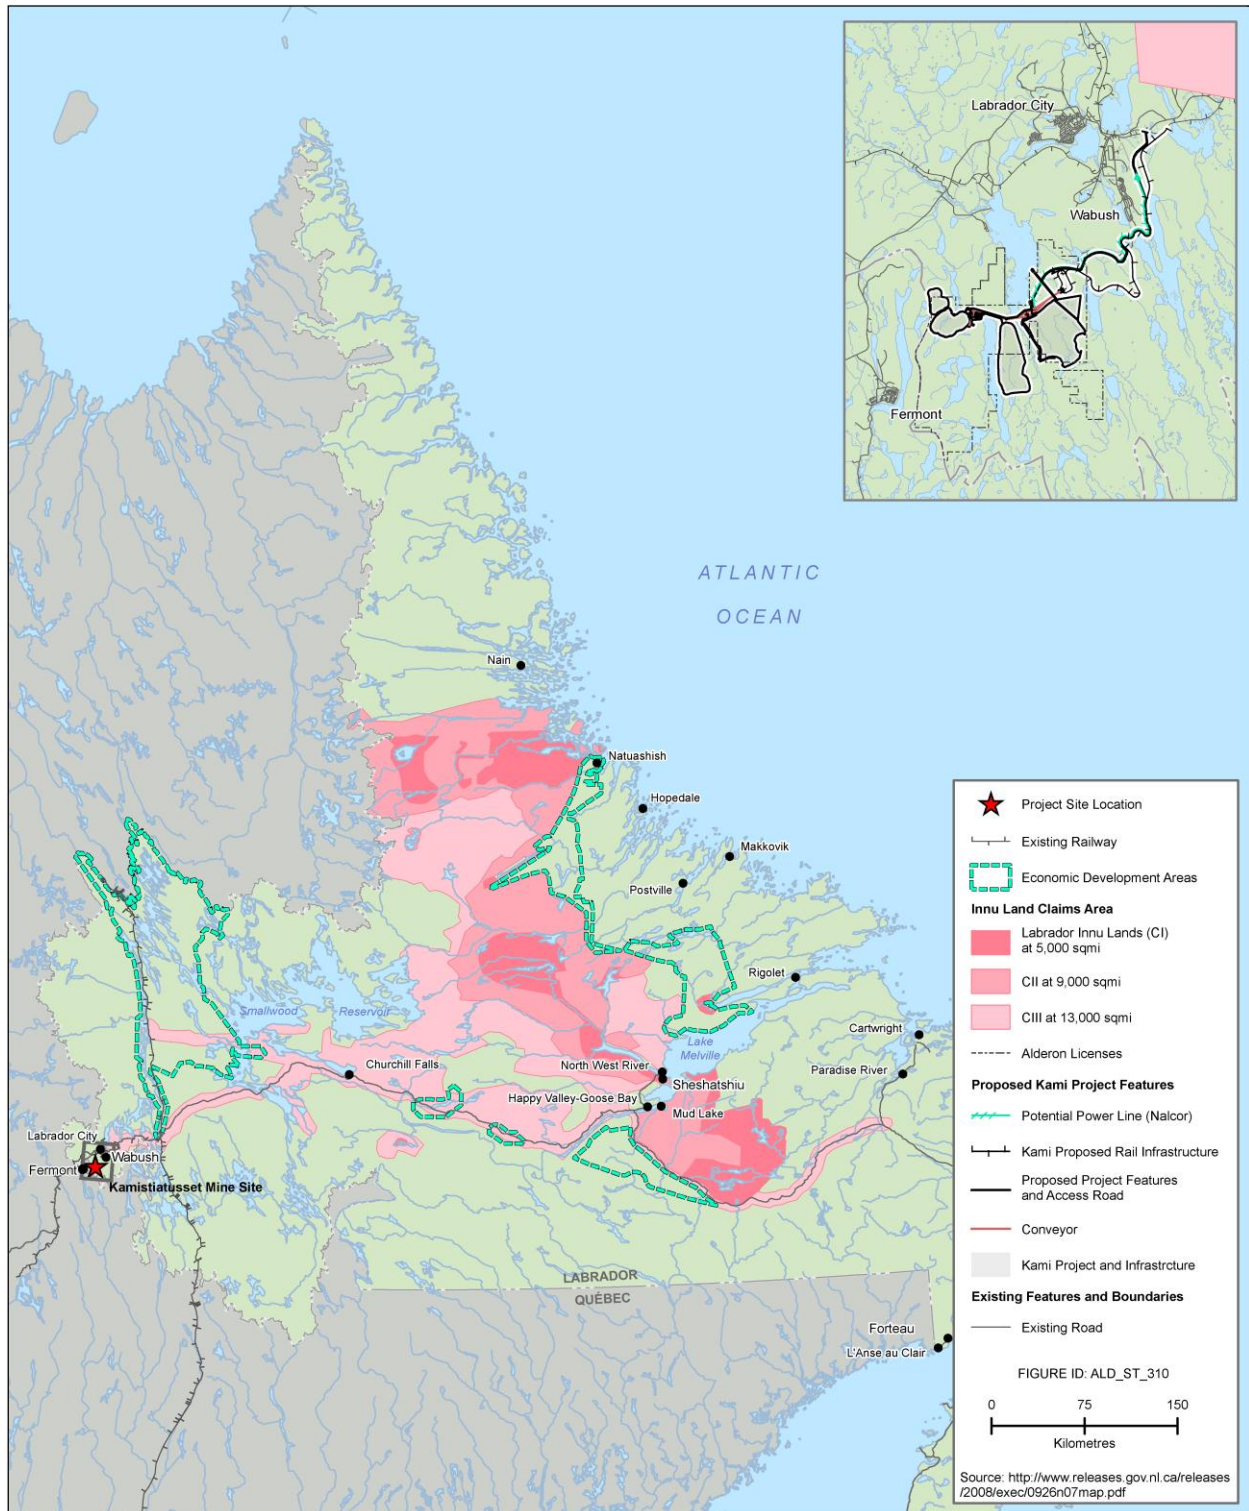 Labrador City
Wabush
Fermont
ATLANTIC
OCEAN
Nain
Natuashish
Hopedale
Makkovik
Postville
Rigolet
Smallwood
Reservoir
Cartwright
Lake
Melville
Churchill Falls
North West River
Paradise River
Sheshatshiu
Happy Valley-Goose Bay
Mud Lake
Labrador City
Wabush
Fermont
Kamistiatusset Mine Site
LABRADOR
QUÉBEC
Forteau
L'Anse au Clair
Project Site Location
Existing Railway
Economic Development Areas
Innu Land Claims Area
Labrador Innu Lands (CI)
at 5,000 sqmi
CII at 9,000 sqmi
CIII at 13,000 sqmi
Alderon Licenses
Proposed Kami Project Features
Potential Power Line (Nalcor)
Kami Proposed Rail Infrastructure
Proposed Project Features
and Access Road
Conveyor
Kami Project and Infrastrcture
Existing Features and Boundaries
Existing Road
FIGURE ID: ALD_ST_310
0 75 150
Kilometres
Source: http://www.releases.gov.nl.ca/releases
/2008/exec/0926n07map.pdf